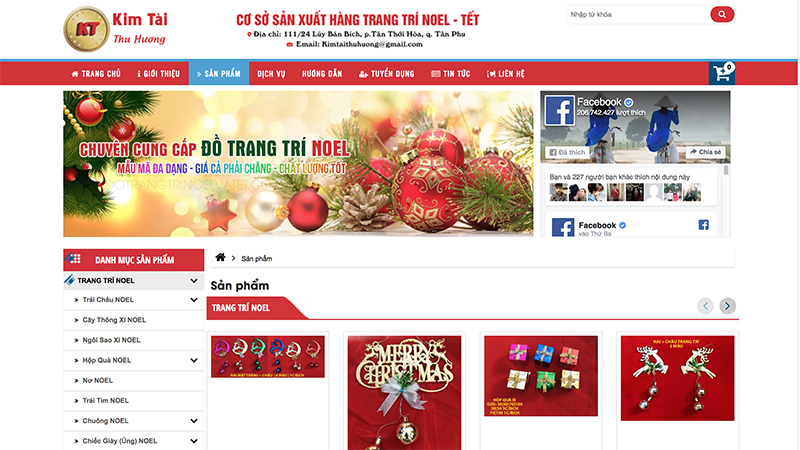 Kim Tài
Thu Hương
KT
CƠ SỞ SẢN XUẤT HÀNG TRANG TRÍ NOEL - TẾT
Địa chỉ: 111/24 Lũy Bán Bích, p.Tân Thới Hòa, q. Tân Phu
Email: Kimtaithuhuong@gmail.com
Nhập từ khóa
TRANG CHỦ
GIỚI THIỆU
» SẢN PHẨM
DỊCH VỤ
HƯỚNG DẪN
TUYỂN DỤNG
TIN TỨC
LIÊN HỆ
0
CHUYÊN CUNG CẤP ĐỒ TRANG TRÍ NOEL
MẪU MÃ ĐA DẠNG - GIÁ CẢ PHẢI CHĂNG - CHẤT LƯỢNG TỐT
Facebook
206.742.427 lượt thích
Đã thích
Chia sẻ
Bạn và 227 người bạn khác thích nội dung này
Facebook
vào Thứ Ba
DANH MỤC SẢN PHẨM
TRANG TRÍ NOEL
» Trái Châu NOEL
» Cây Thông Xi NOEL
» Ngôi Sao Xi NOEL
» Hộp Quà NOEL
» Nơ NOEL
» Trái Tim NOEL
» Chuông NOEL
» Chiếc Giày (Ủng) NOEL
> Sản phẩm
Sản phẩm
TRANG TRÍ NOEL
MERRY
CHRISTMAS
HỘP QUÀ XI
NAI + CHÂU TRANG TRÍ
3 MÀU